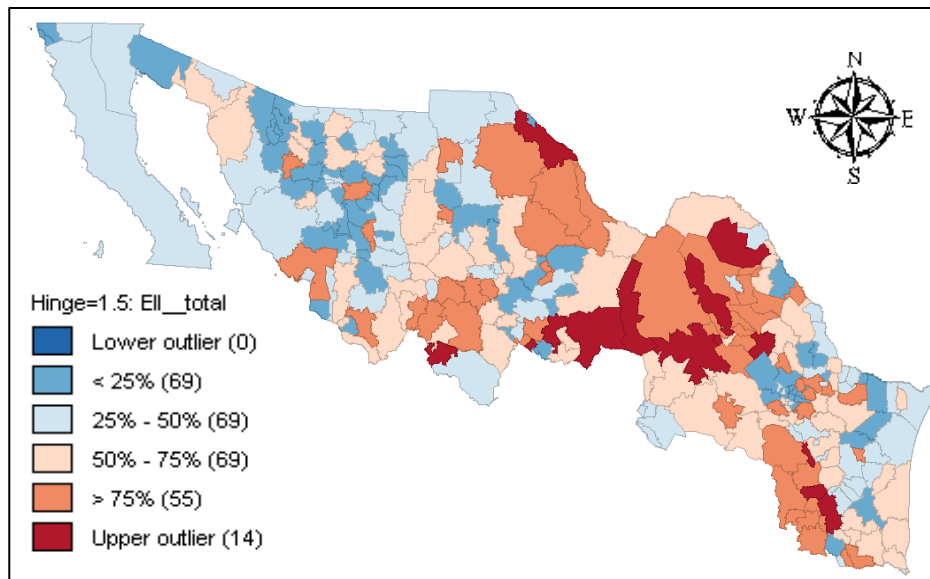 N
W E
S
Hinge=1.5: Ell__total
Lower outlier (0)
< 25% (69)
25% - 50% (69)
50% - 75% (69)
> 75% (55)
Upper outlier (14)